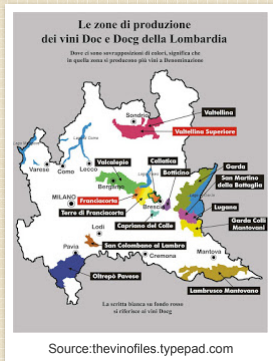 Le zone di produzione
dei vini Doc e Docg della Lombardia
Dove ci sono sovrapposizioni di colori, significa che
in quella zona si producono più vini a Denominazione
Sondrio
Valtellina
Valtellina Superiore
Varese
Como
Lecco
Valcalepio
Cellatica
Botticino
Garda
San Martino
della Battaglia
Bergamo
MILANO
Franciacorta
Brescia
Lugana
Terre di Franciacorta
Capriano del Colle
Garda Colli
Mantovani
Lodi
San Colombano al Lambro
Pavia
Cremona
Mantova
Oltrepò Pavese
Lambrusco Mantovano
La scritta bianca su fondo rosso
si riferisce ai vini Docg
Source:thevinofiles.typepad.com